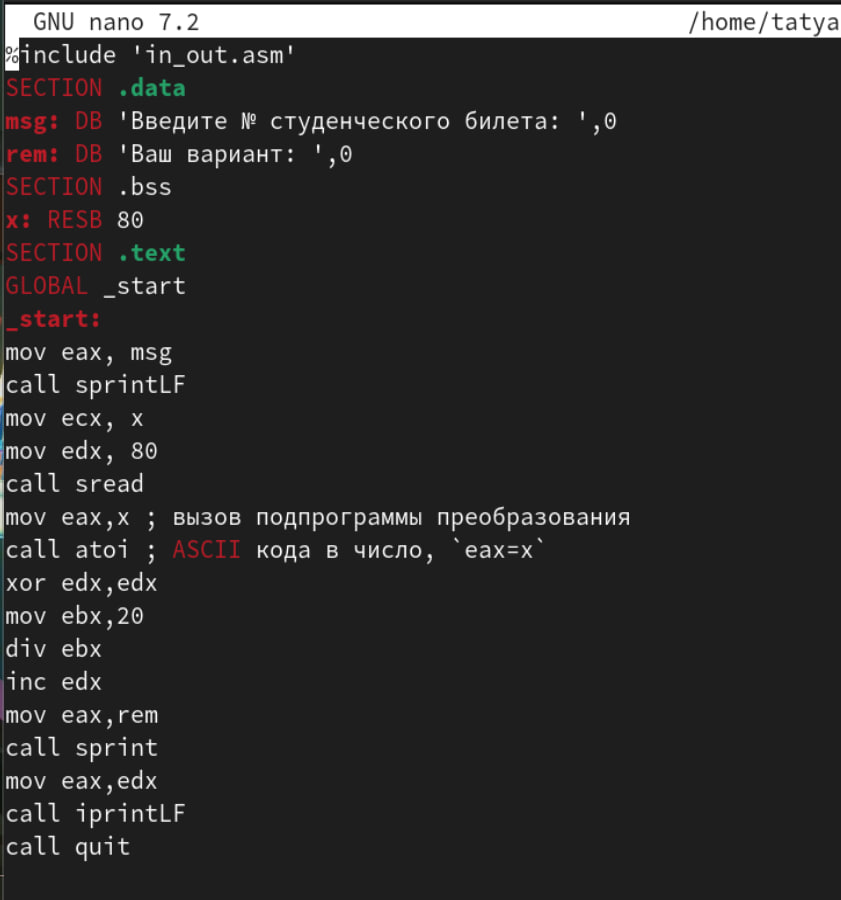 GNU nano 7.2 /home/tatya
%include 'in_out.asm'
SECTION .data
msg: DB 'Введите № студенческого билета: ',0
rem: DB 'Ваш вариант: ',0
SECTION .bss
x: RESB 80
SECTION .text
GLOBAL _start
_start:
mov eax, msg
call sprintLF
mov ecx, x
mov edx, 80
call sread
mov eax,x ; вызов подпрограммы преобразования
call atoi ; ASCII кода в число, `eax=x`
xor edx,edx
mov ebx,20
div ebx
inc edx
mov eax,rem
call sprint
mov eax,edx
call iprintLF
call quit